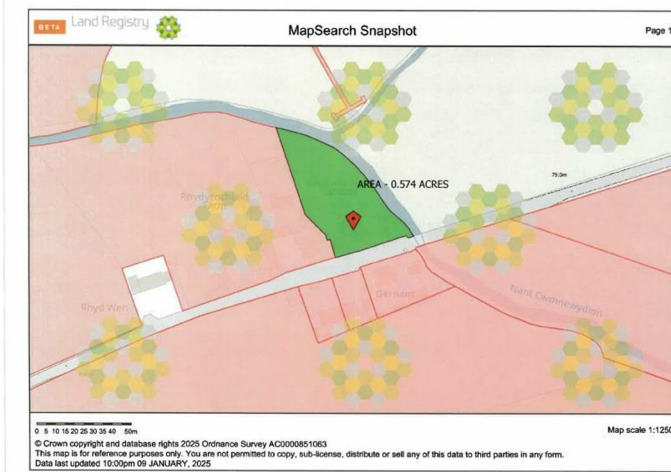 BETA Land Registry
MapSearch Snapshot
Page 1
AREA - 0.574 ACRES
79.0m
Gernant
Nant Cwmnewydion
Rhyd Wen
0 5 10 15 20 25 30 35 40 50m
Map scale 1:1250
© Crown copyright and database rights 2025 Ordnance Survey AC0000851063
This map is for reference purposes only. You are not permitted to copy, sub-license, distribute or sell any of this data to third parties in any form.
Data last updated 10:00pm 09 JANUARY, 2025